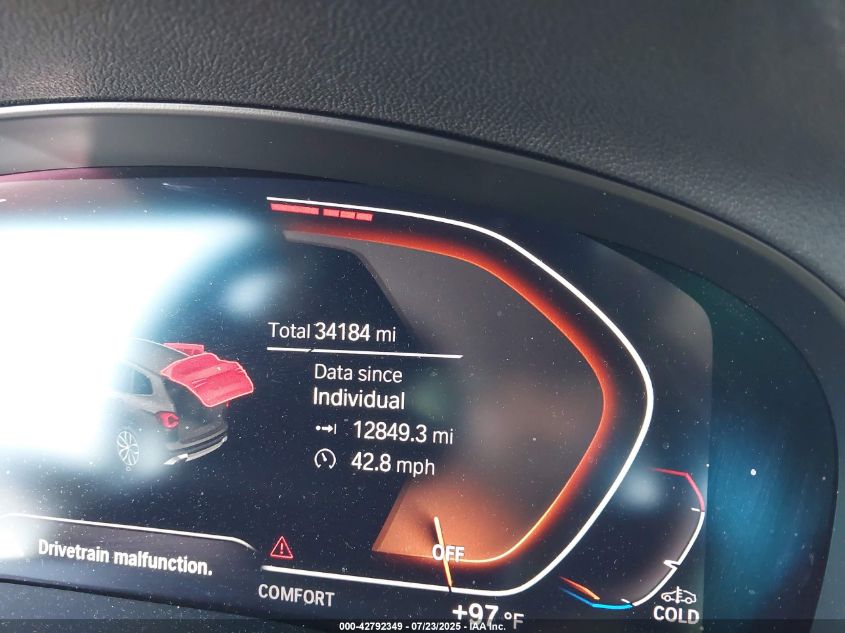 Total 34184 mi
Data since
Individual
12849.3 mi
42.8 mph
OFF
Drivetrain malfunction.
COMFORT
+97 °F
COLD
000-42792349 - 07/23/2025 - IAA Inc.